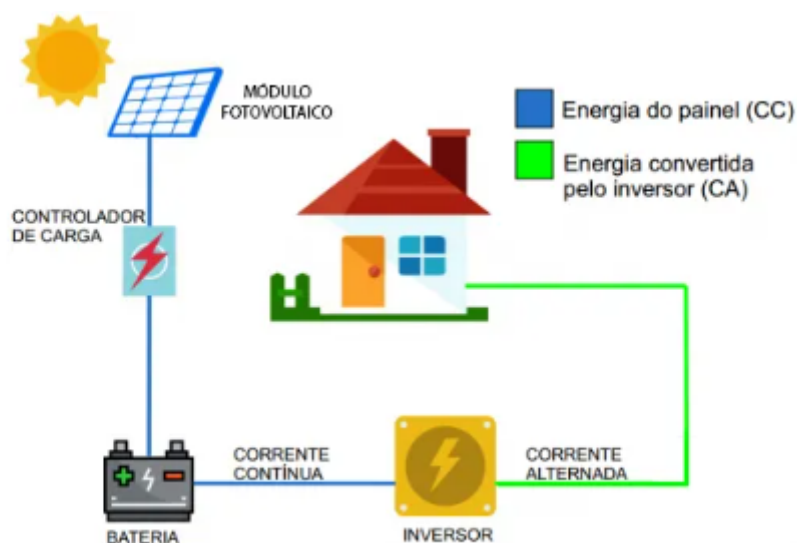 MÓDULO
FOTOVOLTAICO
Energia do painel (CC)
Energia convertida
pelo inversor (CA)
CONTROLADOR
DE CARGA
CORRENTE
CONTÍNUA
CORRENTE
ALTERNADA
BATERIA
INVERSOR